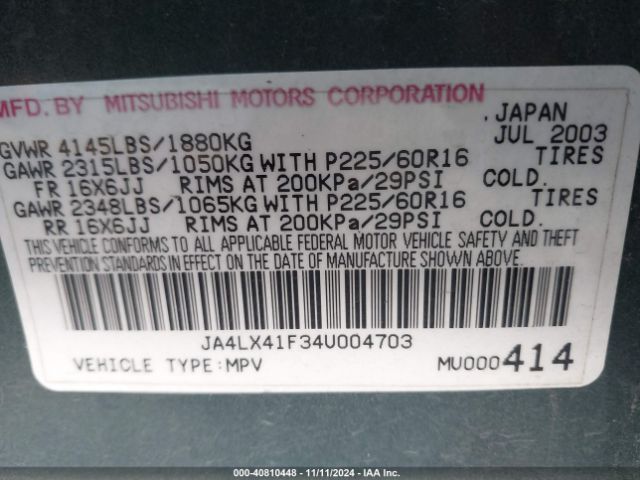 MFD. BY MITSUBISHI MOTORS CORPORATION
, JAPAN
GVWR 4145LBS/1880KG JUL 2003
GAWR 2315LBS/1050KG WITH P225/60R16 TIRES
FR 16X6JJ RIMS AT 200KPa/29PSI COLD.
GAWR 2348LBS/1065KG WITH P225/60R16 TIRES
RR 16X6JJ RIMS AT 200KPa/29PSI COLD.
THIS VEHICLE CONFORMS TO ALL APPLICABLE FEDERAL MOTOR VEHICLE SAFETY AND THEFT
PREVENTION STANDARDS IN EFFECT ON THE DATE OF MANUFACTURE SHOWN ABOVE.
JA4LX41F34U004703
VEHICLE TYPE:MPV MU000414
000-40810448 - 11/11/2024 - IAA Inc.